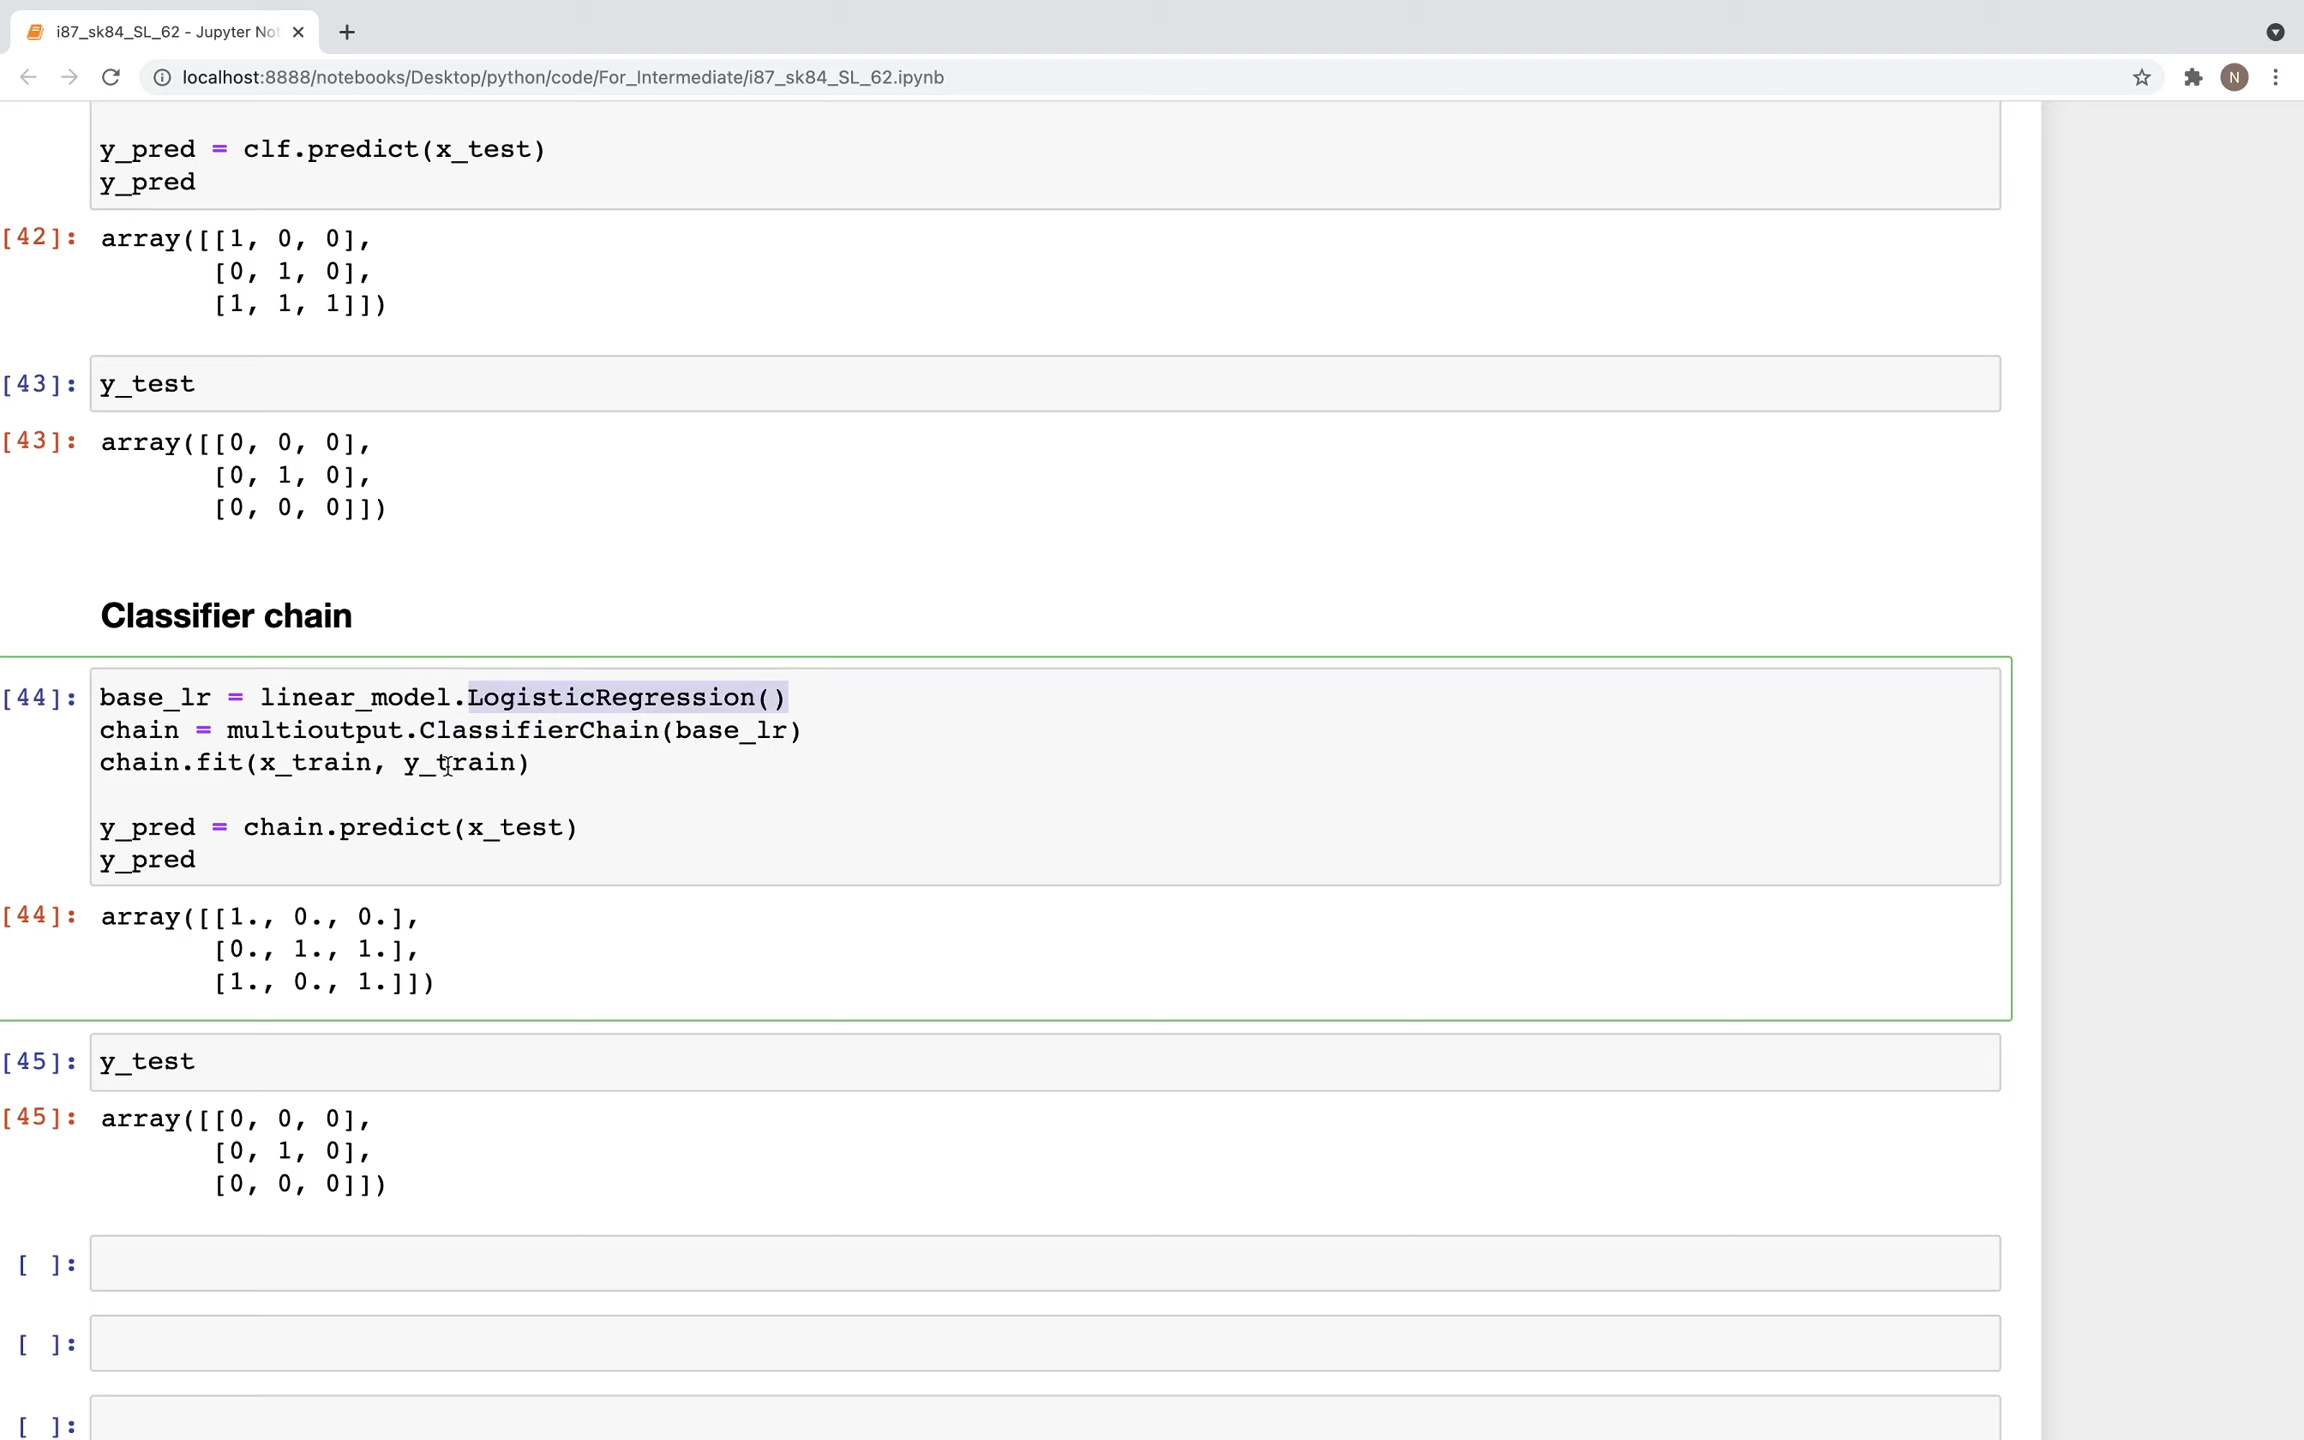 i87_sk84_SL_62 - Jupyter Not
localhost:8888/notebooks/Desktop/python/code/For_Intermediate/i87_sk84_SL_62.ipynb
N
y_pred = clf.predict(x_test)
y_pred
[42]: array([[1, 0, 0],
[0, 1, 0],
[1, 1, 1]])
[43]: y_test
[43]: array([[0, 0, 0],
[0, 1, 0],
[0, 0, 0]])
Classifier chain
[44]: base_lr = linear_model.LogisticRegression()
chain = multioutput.ClassifierChain(base_lr)
chain.fit(x_train, y_train)
y_pred = chain.predict(x_test)
y_pred
[44]: array([[1., 0., 0.],
[0., 1., 1.],
[1., 0., 1.]])
[45]: y_test
[45]: array([[0, 0, 0],
[0, 1, 0],
[0, 0, 0]])
[ ]:
[ ]:
[ ]: